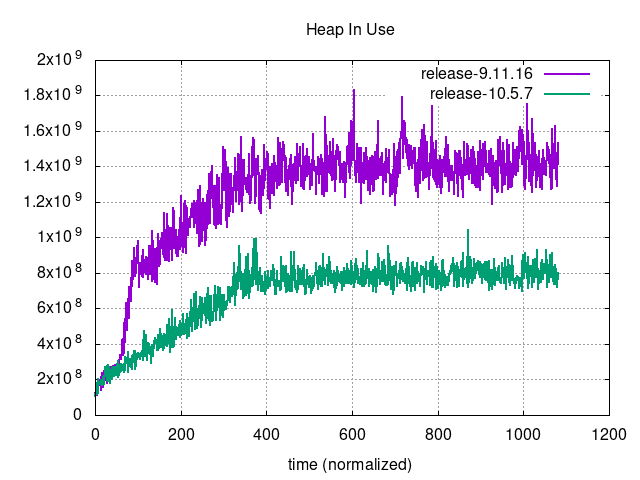 Heap In Use
2x10^9
1.8x10^9
1.6x10^9
1.4x10^9
1.2x10^9
1x10^9
8x10^8
6x10^8
4x10^8
2x10^8
0
release-9.11.16
release-10.5.7
0 200 400 600 800 1000 1200
time (normalized)